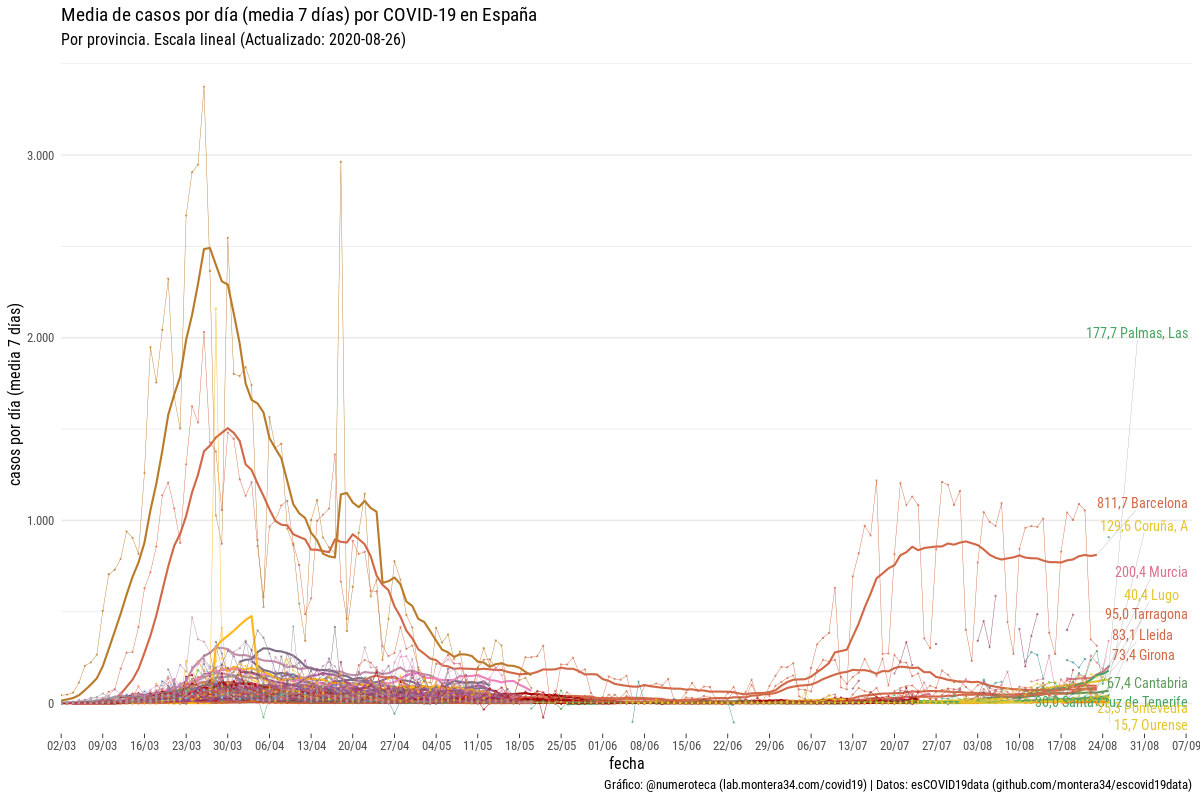 Media de casos por día (media 7 días) por COVID-19 en España
Por provincia. Escala lineal (Actualizado: 2020-08-26)
casos por día (media 7 días)
3.000
2.000
1.000
0
177,7 Palmas, Las
811,7 Barcelona
129,6 Coruña, A
200,4 Murcia
40,4 Lugo
95,0 Tarragona
83,1 Lleida
73,4 Girona
67,4 Cantabria
30,0 Santa Cruz de Tenerife
Pontevedra
15,7 Ourense
02/03 09/03 16/03 23/03 30/03 06/04 13/04 20/04 27/04 04/05 11/05 18/05 25/05 01/06 08/06 15/06 22/06 29/06 06/07 13/07 20/07 27/07 03/08 10/08 17/08 24/08 31/08 07/09
fecha
Gráfico: @numeroteca (lab.montera34.com/covid19) | Datos: esCOVID19data (github.com/montera34/escovid19data)